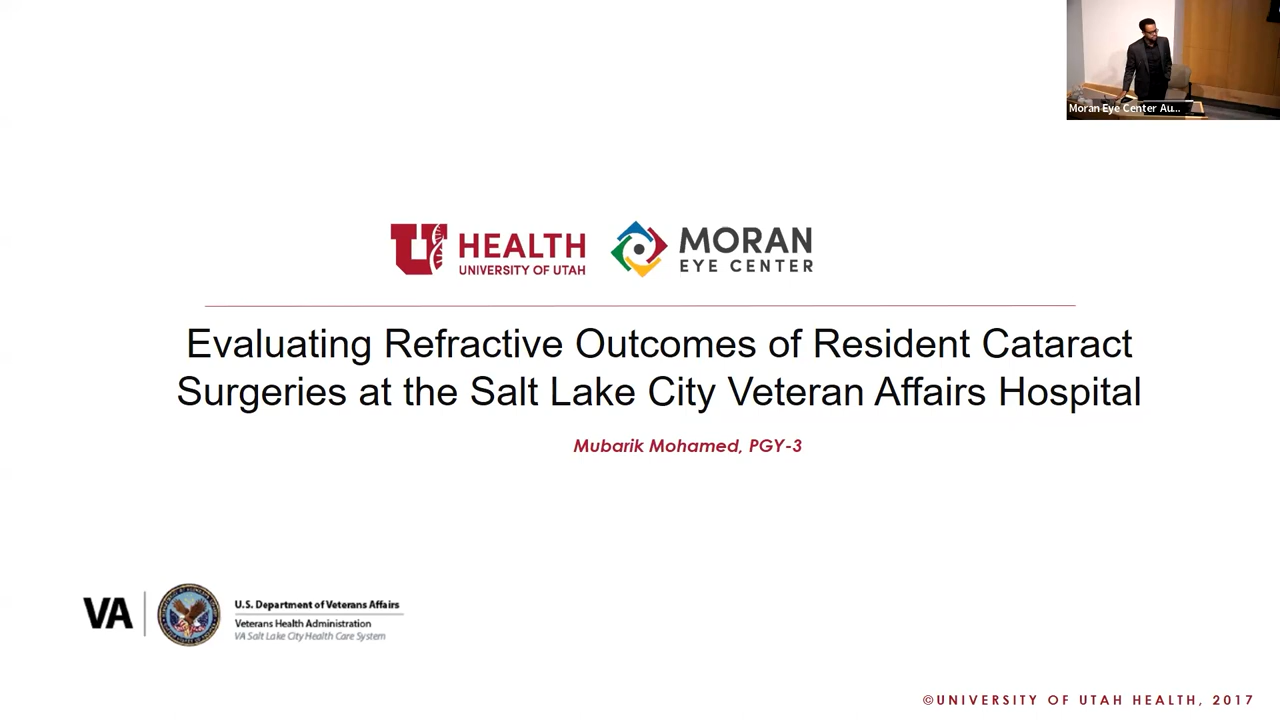 Moran Eye Center Au...
HEALTH
UNIVERSITY OF UTAH
MORAN
EYE CENTER
Evaluating Refractive Outcomes of Resident Cataract
Surgeries at the Salt Lake City Veteran Affairs Hospital
Mubarik Mohamed, PGY-3
VA
U.S. Department of Veterans Affairs
Veterans Health Administration
VA Salt Lake City Health Care System
©UNIVERSITY OF UTAH HEALTH, 2017